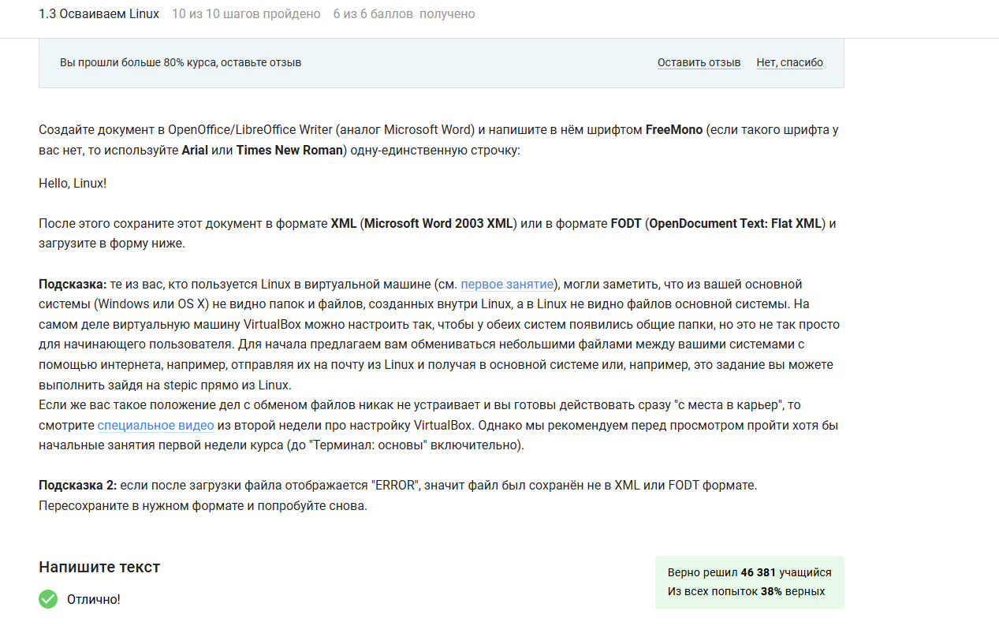 1.3 Осваиваем Linux 10 из 10 шагов пройдено 6 из 6 баллов получено
Вы прошли больше 80% курса, оставьте отзыв Оставить отзыв Нет, спасибо
Создайте документ в OpenOffice/LibreOffice Writer (аналог Microsoft Word) и напишите в нём шрифтом FreeMono (если такого шрифта у
вас нет, то используйте Arial или Times New Roman) одну-единственную строчку:
Hello, Linux!
После этого сохраните этот документ в формате XML (Microsoft Word 2003 XML) или в формате FODT (OpenDocument Text: Flat XML) и
загрузите в форму ниже.
Подсказка: те из вас, кто пользуется Linux в виртуальной машине (см. первое занятие), могли заметить, что из вашей основной
системы (Windows или OS X) не видно папок и файлов, созданных внутри Linux, а в Linux не видно файлов основной системы. На
самом деле виртуальную машину VirtualBox можно настроить так, чтобы у обеих систем появились общие папки, но это не так просто
для начинающего пользователя. Для начала предлагаем вам обмениваться небольшими файлами между вашими системами с
помощью интернета, например, отправляя их на почту из Linux и получая в основной системе или, например, это задание вы можете
выполнить зайдя на stepic прямо из Linux.
Если же вас такое положение дел с обменом файлов никак не устраивает и вы готовы действовать сразу "с места в карьер", то
смотрите специальное видео из второй недели про настройку VirtualBox. Однако мы рекомендуем перед просмотром пройти хотя бы
начальные занятия первой недели курса (до "Терминал: основы" включительно).
Подсказка 2: если после загрузки файла отображается "ERROR", значит файл был сохранён не в XML или FODT формате.
Пересохраните в нужном формате и попробуйте снова.
Напишите текст
Отлично!
Верно решил 46 381 учащийся
Из всех попыток 38% верных